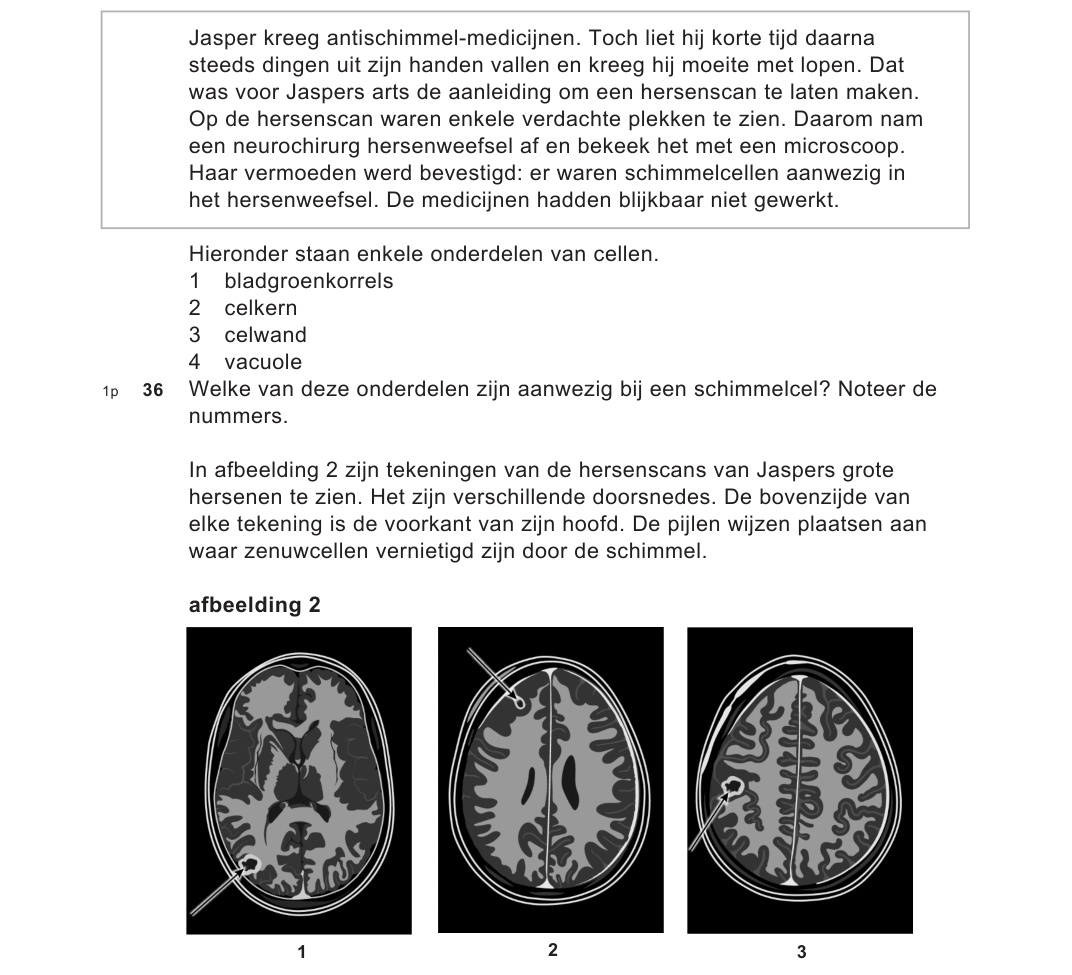 Jasper kreeg antischimmel-medicijnen. Toch liet hij korte tijd daarna
steeds dingen uit zijn handen vallen en kreeg hij moeite met lopen. Dat
was voor Jaspers arts de aanleiding om een hersenscan te laten maken.
Op de hersenscan waren enkele verdachte plekken te zien. Daarom nam
een neurochirurg hersenweefsel af en bekeek het met een microscoop.
Haar vermoeden werd bevestigd: er waren schimmelcellen aanwezig in
het hersenweefsel. De medicijnen hadden blijkbaar niet gewerkt.
Hieronder staan enkele onderdelen van cellen.
1 bladgroenkorrels
2 celkern
3 celwand
4 vacuole
1p 36 Welke van deze onderdelen zijn aanwezig bij een schimmelcel? Noteer de
nummers.
In afbeelding 2 zijn tekeningen van de hersenscans van Jaspers grote
hersenen te zien. Het zijn verschillende doorsnedes. De bovenzijde van
elke tekening is de voorkant van zijn hoofd. De pijlen wijzen plaatsen aan
waar zenuwcellen vernietigd zijn door de schimmel.
afbeelding 2
1 2 3